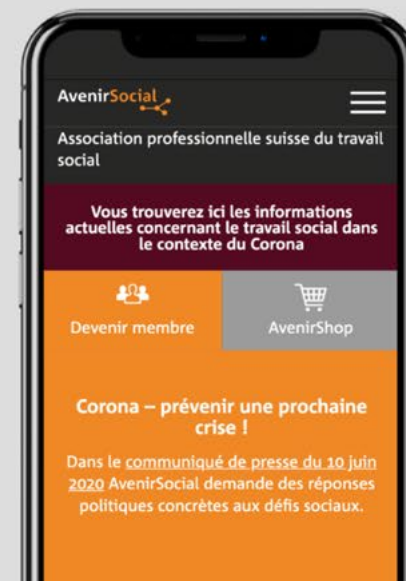 AvenirSocial
Association professionnelle suisse du travail
social
Vous trouverez ici les informations
actuelles concernant le travail social dans
le contexte du Corona
Devenir membre
AvenirShop
Corona – prévenir une prochaine
crise !
Dans le communiqué de presse du 10 juin
2020 AvenirSocial demande des réponses
politiques concrètes aux défis sociaux.